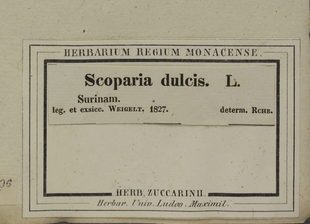 HERBARIUM REGIUM MONACENSE.
Scoparia dulcis. L.
Surinam.
leg. et exsicc. WEIGELT, 1827. determ. RCHB.
HERB. ZUCCARINII
Herbar. Univ. Ludov. Maximil.